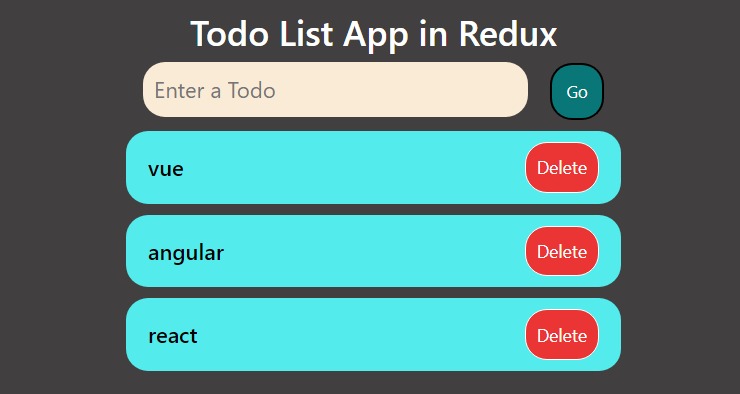 Todo List App in Redux
Enter a Todo
Go
vue
Delete
angular
Delete
react
Delete